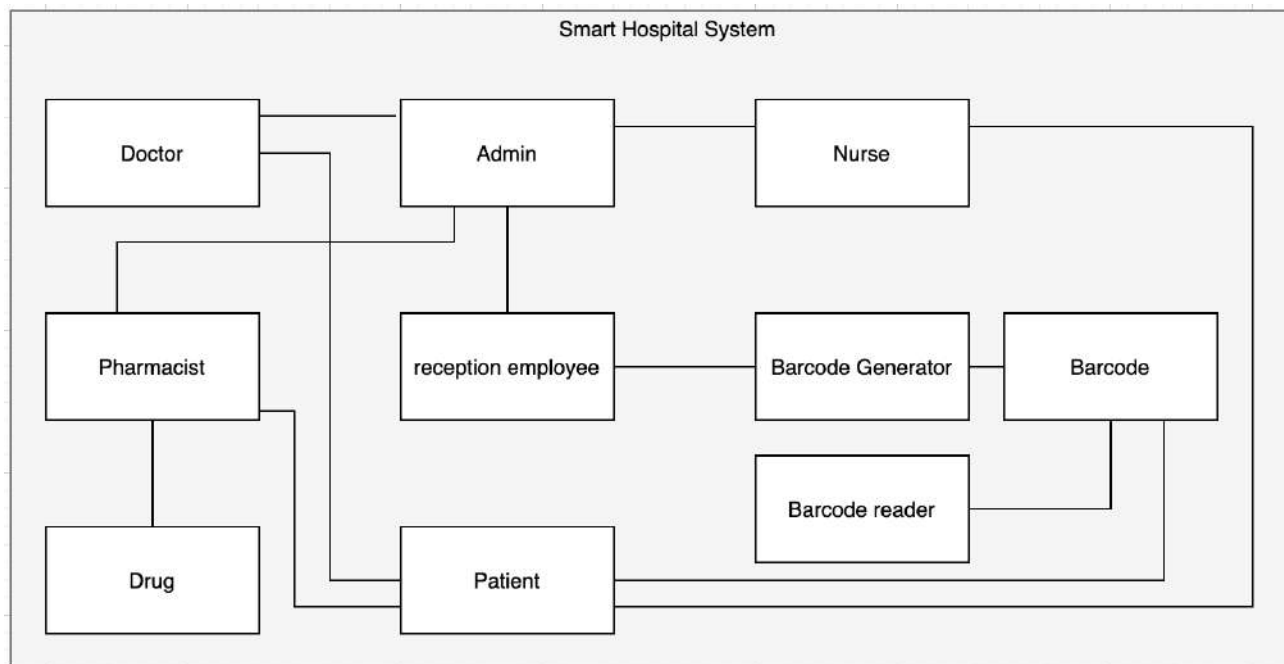 Smart Hospital System
Doctor
Admin
Nurse
Pharmacist
reception employee
Barcode Generator
Barcode
Barcode reader
Drug
Patient